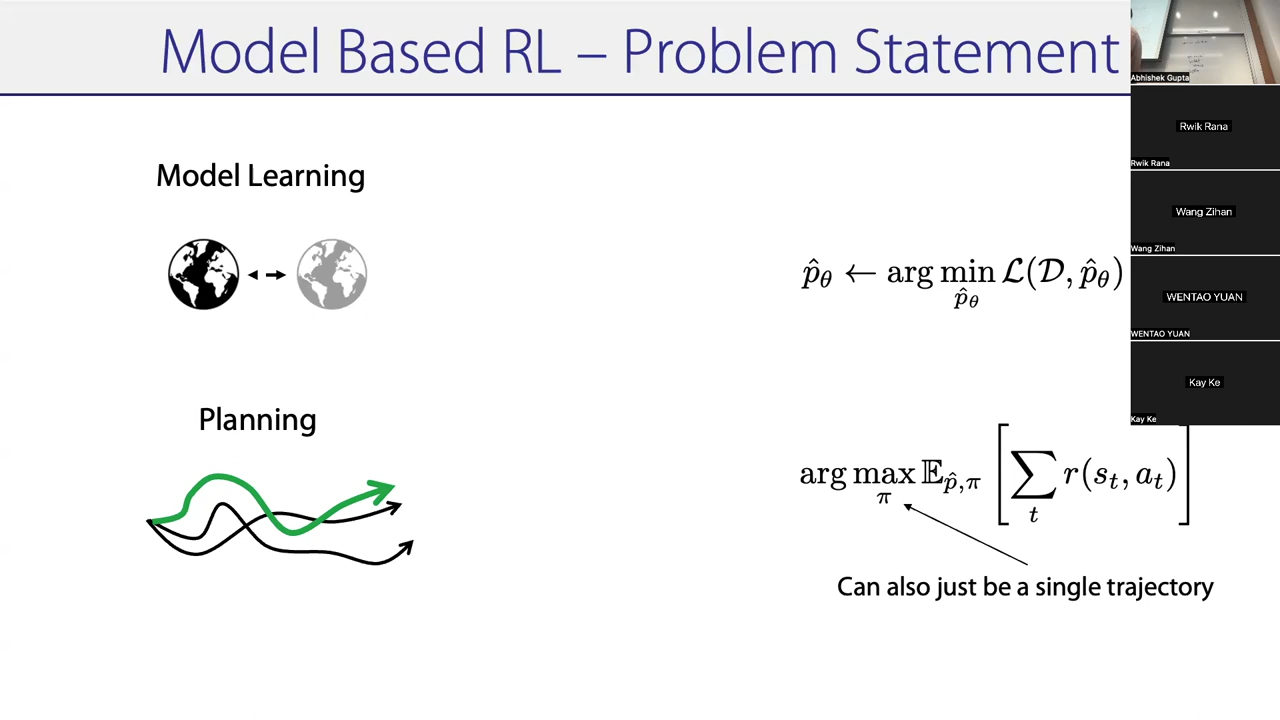 Model Based RL – Problem Statement
Model Learning
$\hat{p}_\theta \leftarrow \arg\min_{\hat{p}_\theta} \mathcal{L}(\mathcal{D}, \hat{p}_\theta)$
Planning
$\arg\max_{\pi} \mathbb{E}_{\hat{p},\pi} \left[ \sum_t r(s_t, a_t) \right]$
Can also just be a single trajectory
Abhishek Gupta
Rwik Rana
Rwik Rana
Wang Zihan
Wang Zihan
WENTAO YUAN
WENTAO YUAN
Kay Ke
Kay Ke